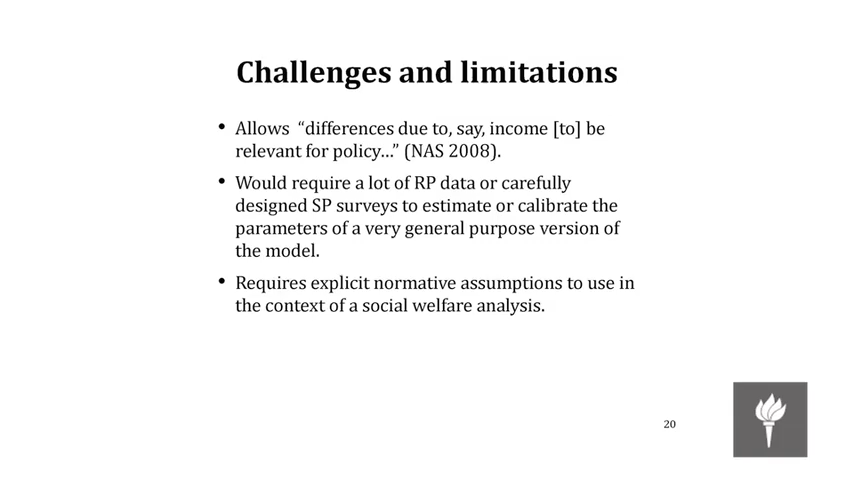 Challenges and limitations
• Allows “differences due to, say, income [to] be
relevant for policy...” (NAS 2008).
• Would require a lot of RP data or carefully
designed SP surveys to estimate or calibrate the
parameters of a very general purpose version of
the model.
• Requires explicit normative assumptions to use in
the context of a social welfare analysis.
20